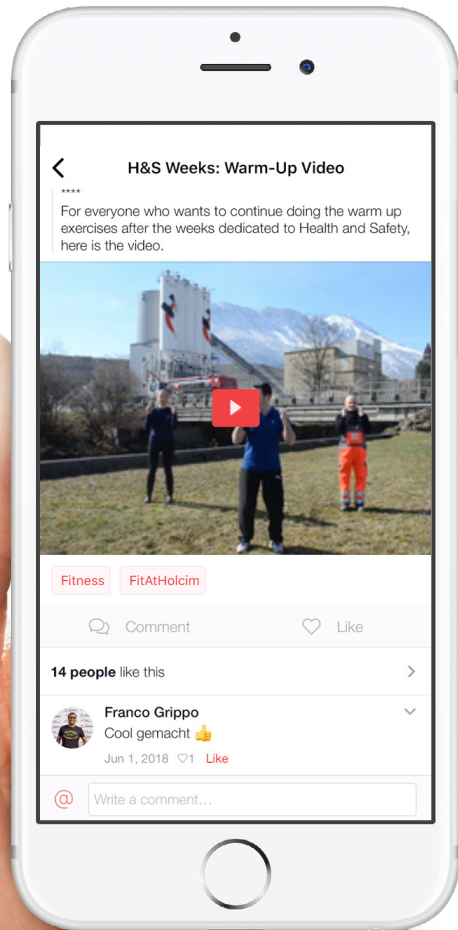 H&S Weeks: Warm-Up Video
****
For everyone who wants to continue doing the warm up
exercises after the weeks dedicated to Health and Safety,
here is the video.
Fitness FitAtHolcim
Comment Like
14 people like this
Franco Grippo
Cool gemacht 👍
Jun 1, 2018 ♡1 Like
@ Write a comment...